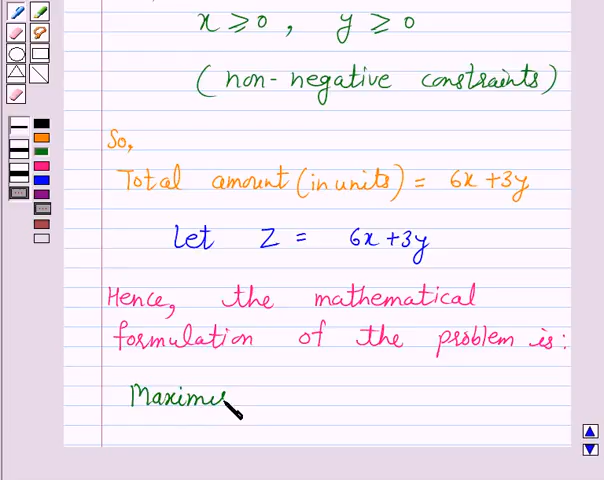 x ⩾ 0 , y ⩾ 0
(non-negative constraints)
So,
Total amount (in units) = 6x + 3y
Let Z = 6x + 3y
Hence, the mathematical
formulation of the problem is: